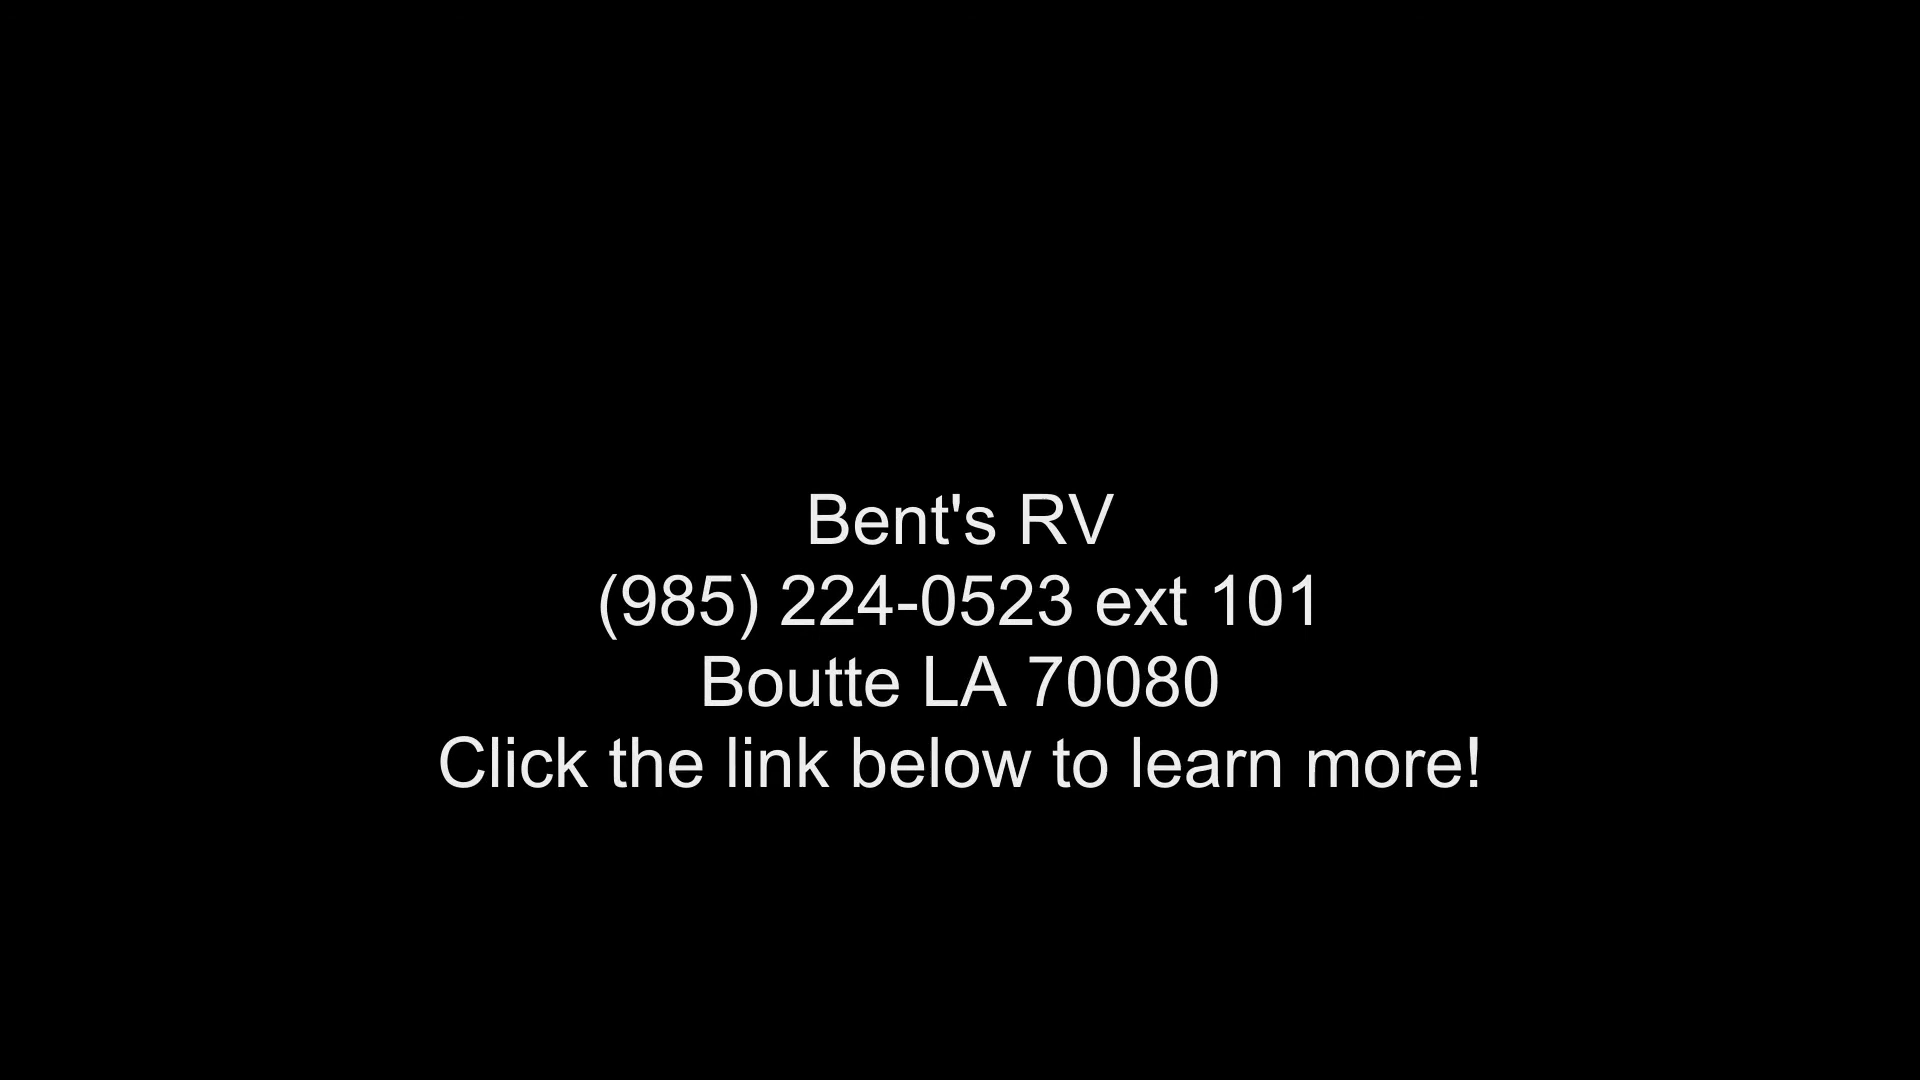 Bent's RV
(985) 224-0523 ext 101
Boutte LA 70080
Click the link below to learn more!